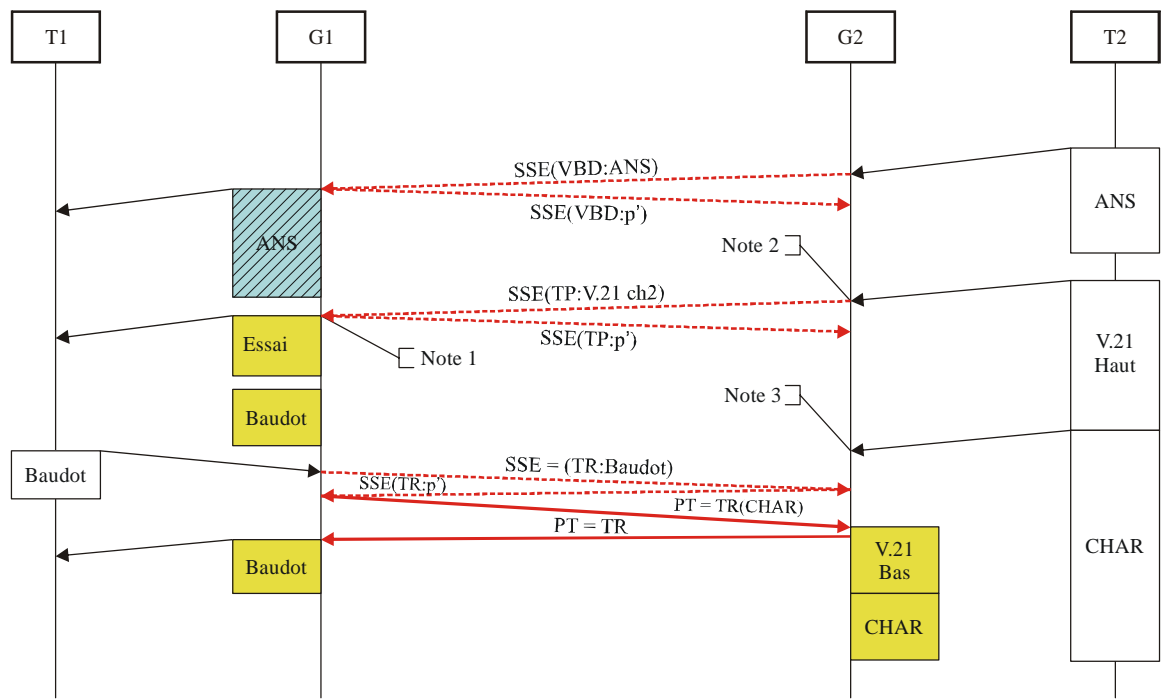 T1
G1
G2
T2
SSE(VBD:ANS)
ANS
SSE(VBD:p')
ANS
Note 2
SSE(TP:V.21 ch2)
SSE(TP:p')
Essai
Note 1
V.21
Haut
Note 3
Baudot
Baudot
SSE = (TR:Baudot)
SSE(TR:p')
PT = TR(CHAR)
PT = TR
Baudot
V.21
Bas
CHAR
CHAR